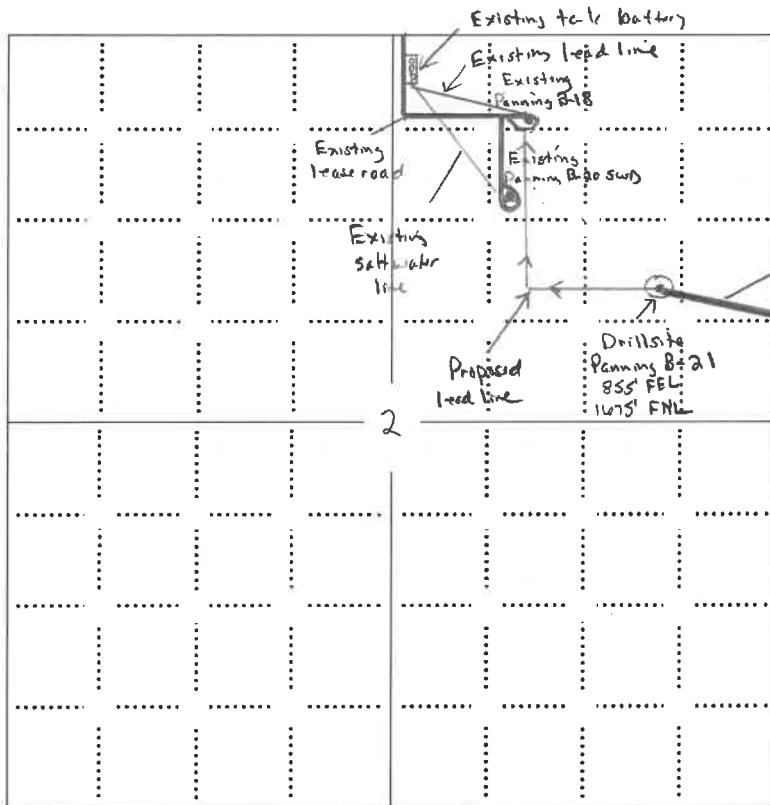 Existing tank battery
Existing lead line
Existing
Panning B-18
Existing
lease road
Existing
Panning B-20 SWD
Existing
saltwater
line
Proposed
lead line
Drillsite
Panning B-21
855' FEL
1675' FNL
2